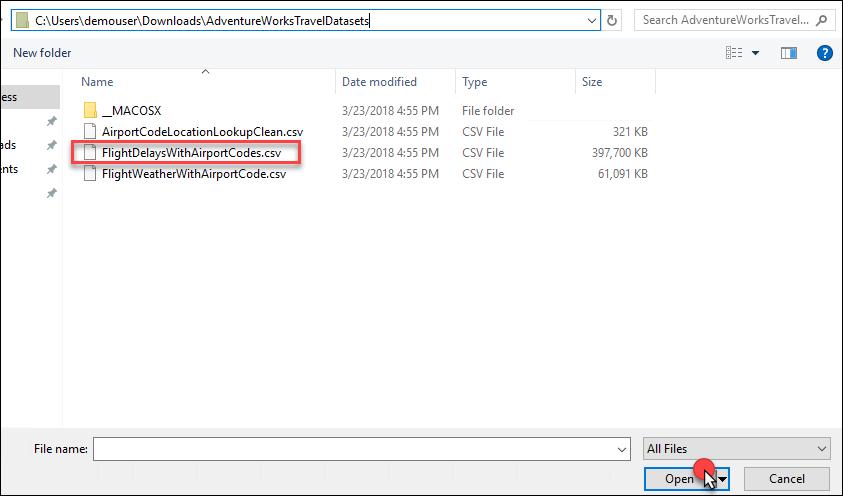 C:\Users\demouser\Downloads\AdventureWorksTravelDatasets
Search AdventureWorksTravel...
New folder
?
Name Date modified Type Size
ess
__MACOSX 3/23/2018 4:55 PM File folder
AirportCodeLocationLookupClean.csv 3/23/2018 4:55 PM CSV File 321 KB
ads FlightDelaysWithAirportCodes.csv 3/23/2018 4:55 PM CSV File 397,700 KB
ents FlightWeatherWithAirportCode.csv 3/23/2018 4:55 PM CSV File 61,091 KB
File name: All Files
Open Cancel